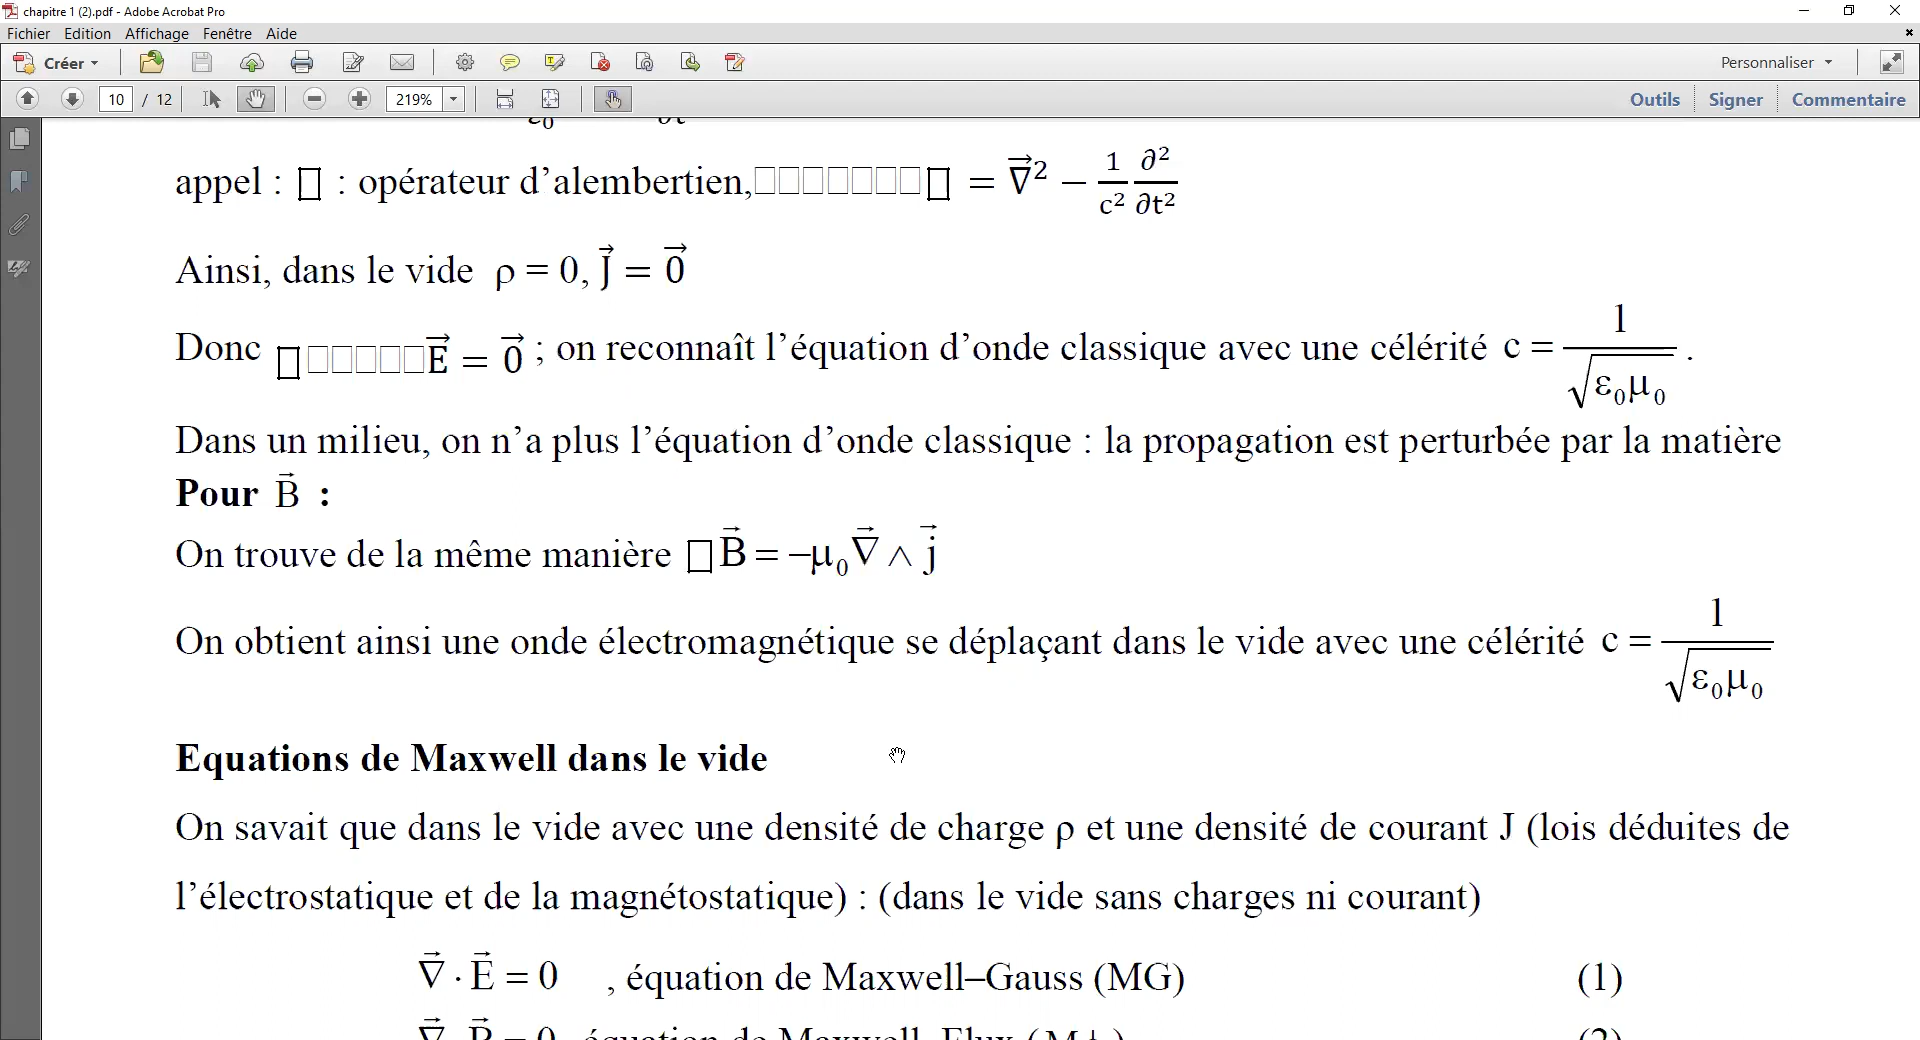 chapitre 1 (2).pdf - Adobe Acrobat Pro
Fichier Edition Affichage Fenêtre Aide
Créer Personnaliser
10 / 12 219% Outils Signer Commentaire
appel : □ : opérateur d’alembertien,□□□□□□□□ = ∇⃗² − 1/c² ∂²/∂t²
Ainsi, dans le vide ρ = 0, J⃗ = 0⃗
Donc □□□□□□E⃗ = 0⃗ ; on reconnaît l’équation d’onde classique avec une célérité c = 1/√(ε₀μ₀) .
Dans un milieu, on n’a plus l’équation d’onde classique : la propagation est perturbée par la matière
Pour B⃗ :
On trouve de la même manière □B⃗ = −μ₀∇⃗ ∧ j⃗
On obtient ainsi une onde électromagnétique se déplaçant dans le vide avec une célérité c = 1/√(ε₀μ₀)
Equations de Maxwell dans le vide
On savait que dans le vide avec une densité de charge ρ et une densité de courant J (lois déduites de
l’électrostatique et de la magnétostatique) : (dans le vide sans charges ni courant)
∇⃗ · E⃗ = 0 , équation de Maxwell–Gauss (MG) (1)
équation de Maxwell–Flux